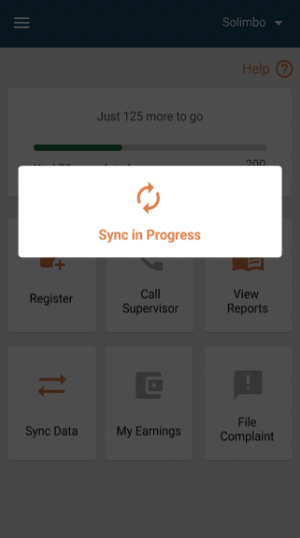 Solimbo
Help
Just 125 more to go
200
Sync in Progress
Register
Call
Supervisor
View
Reports
Sync Data
My Earnings
File
Complaint